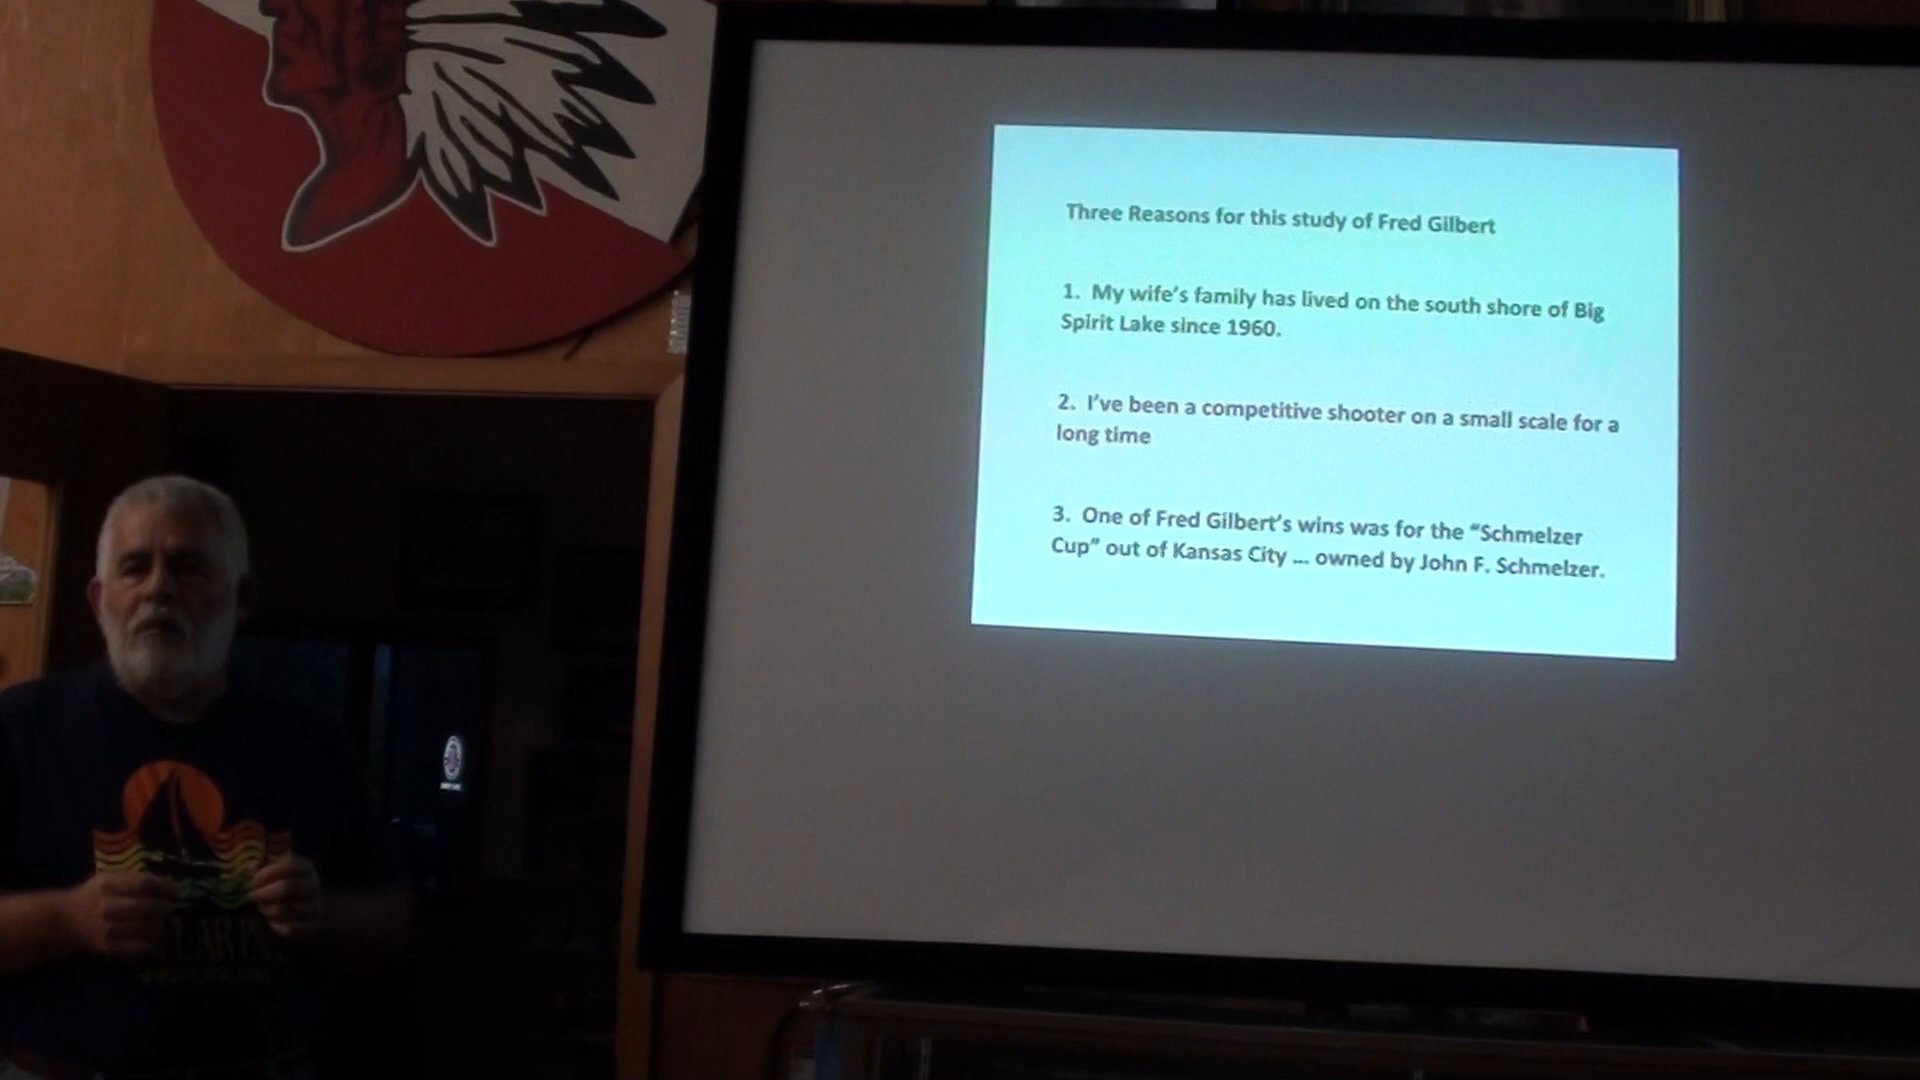 Three Reasons for this study of Fred Gilbert
1. My wife's family has lived on the south shore of Big
Spirit Lake since 1960.
2. I've been a competitive shooter on a small scale for a
long time
3. One of Fred Gilbert's wins was for the “Schmelzer
Cup” out of Kansas City ... owned by John F. Schmelzer.